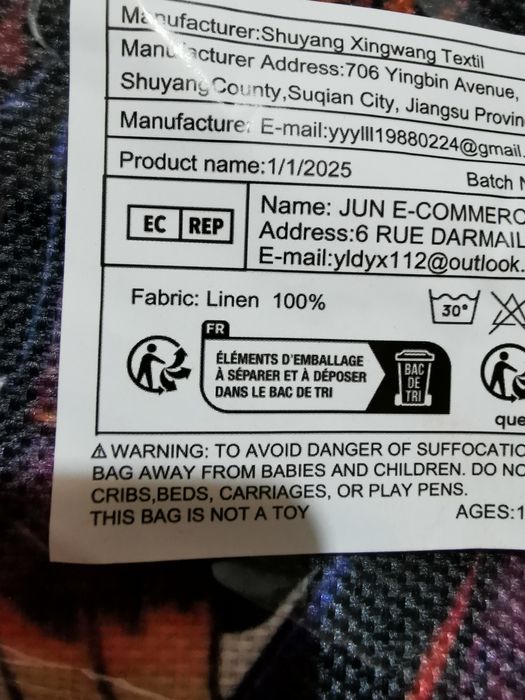 Manufacturer:Shuyang Xingwang Textil
Manufacturer Address:706 Yingbin Avenue,
Shuyang County,Suqian City, Jiangsu Provin
Manufacture E-mail:yyylll19880224@gmail.
Product name:1/1/2025
Batch N
EC REP
Name: JUN E-COMMERC
Address:6 RUE DARMAIL
E-mail:yldyx112@outlook.
Fabric: Linen 100%
30°
FR
ÉLÉMENTS D'EMBALLAGE
À SÉPARER ET À DÉPOSER
DANS LE BAC DE TRI
BAC
DE
TRI
que
⚠ WARNING: TO AVOID DANGER OF SUFFOCATIO
BAG AWAY FROM BABIES AND CHILDREN. DO NO
CRIBS,BEDS, CARRIAGES, OR PLAY PENS.
THIS BAG IS NOT A TOY
AGES:1